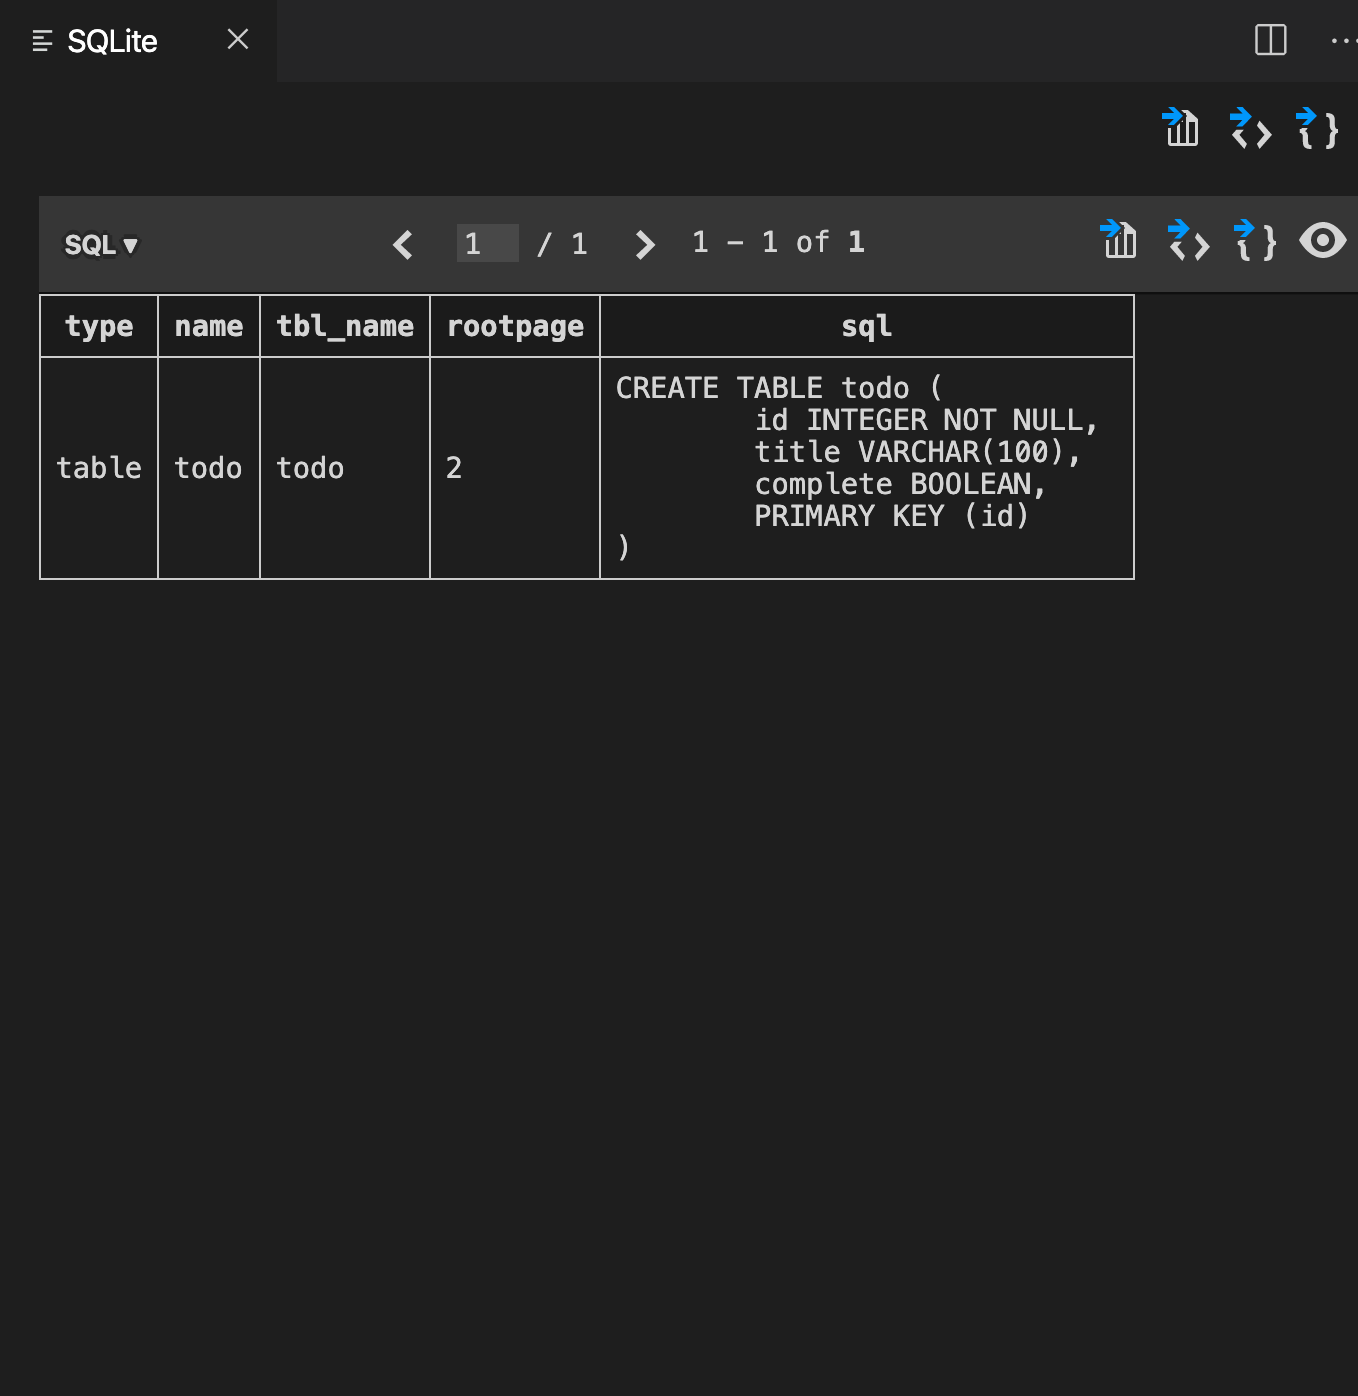 SQLite
SQL ▼ 1 / 1 1 – 1 of 1
type name tbl_name rootpage sql
table todo todo 2
CREATE TABLE todo (
id INTEGER NOT NULL,
title VARCHAR(100),
complete BOOLEAN,
PRIMARY KEY (id)
)